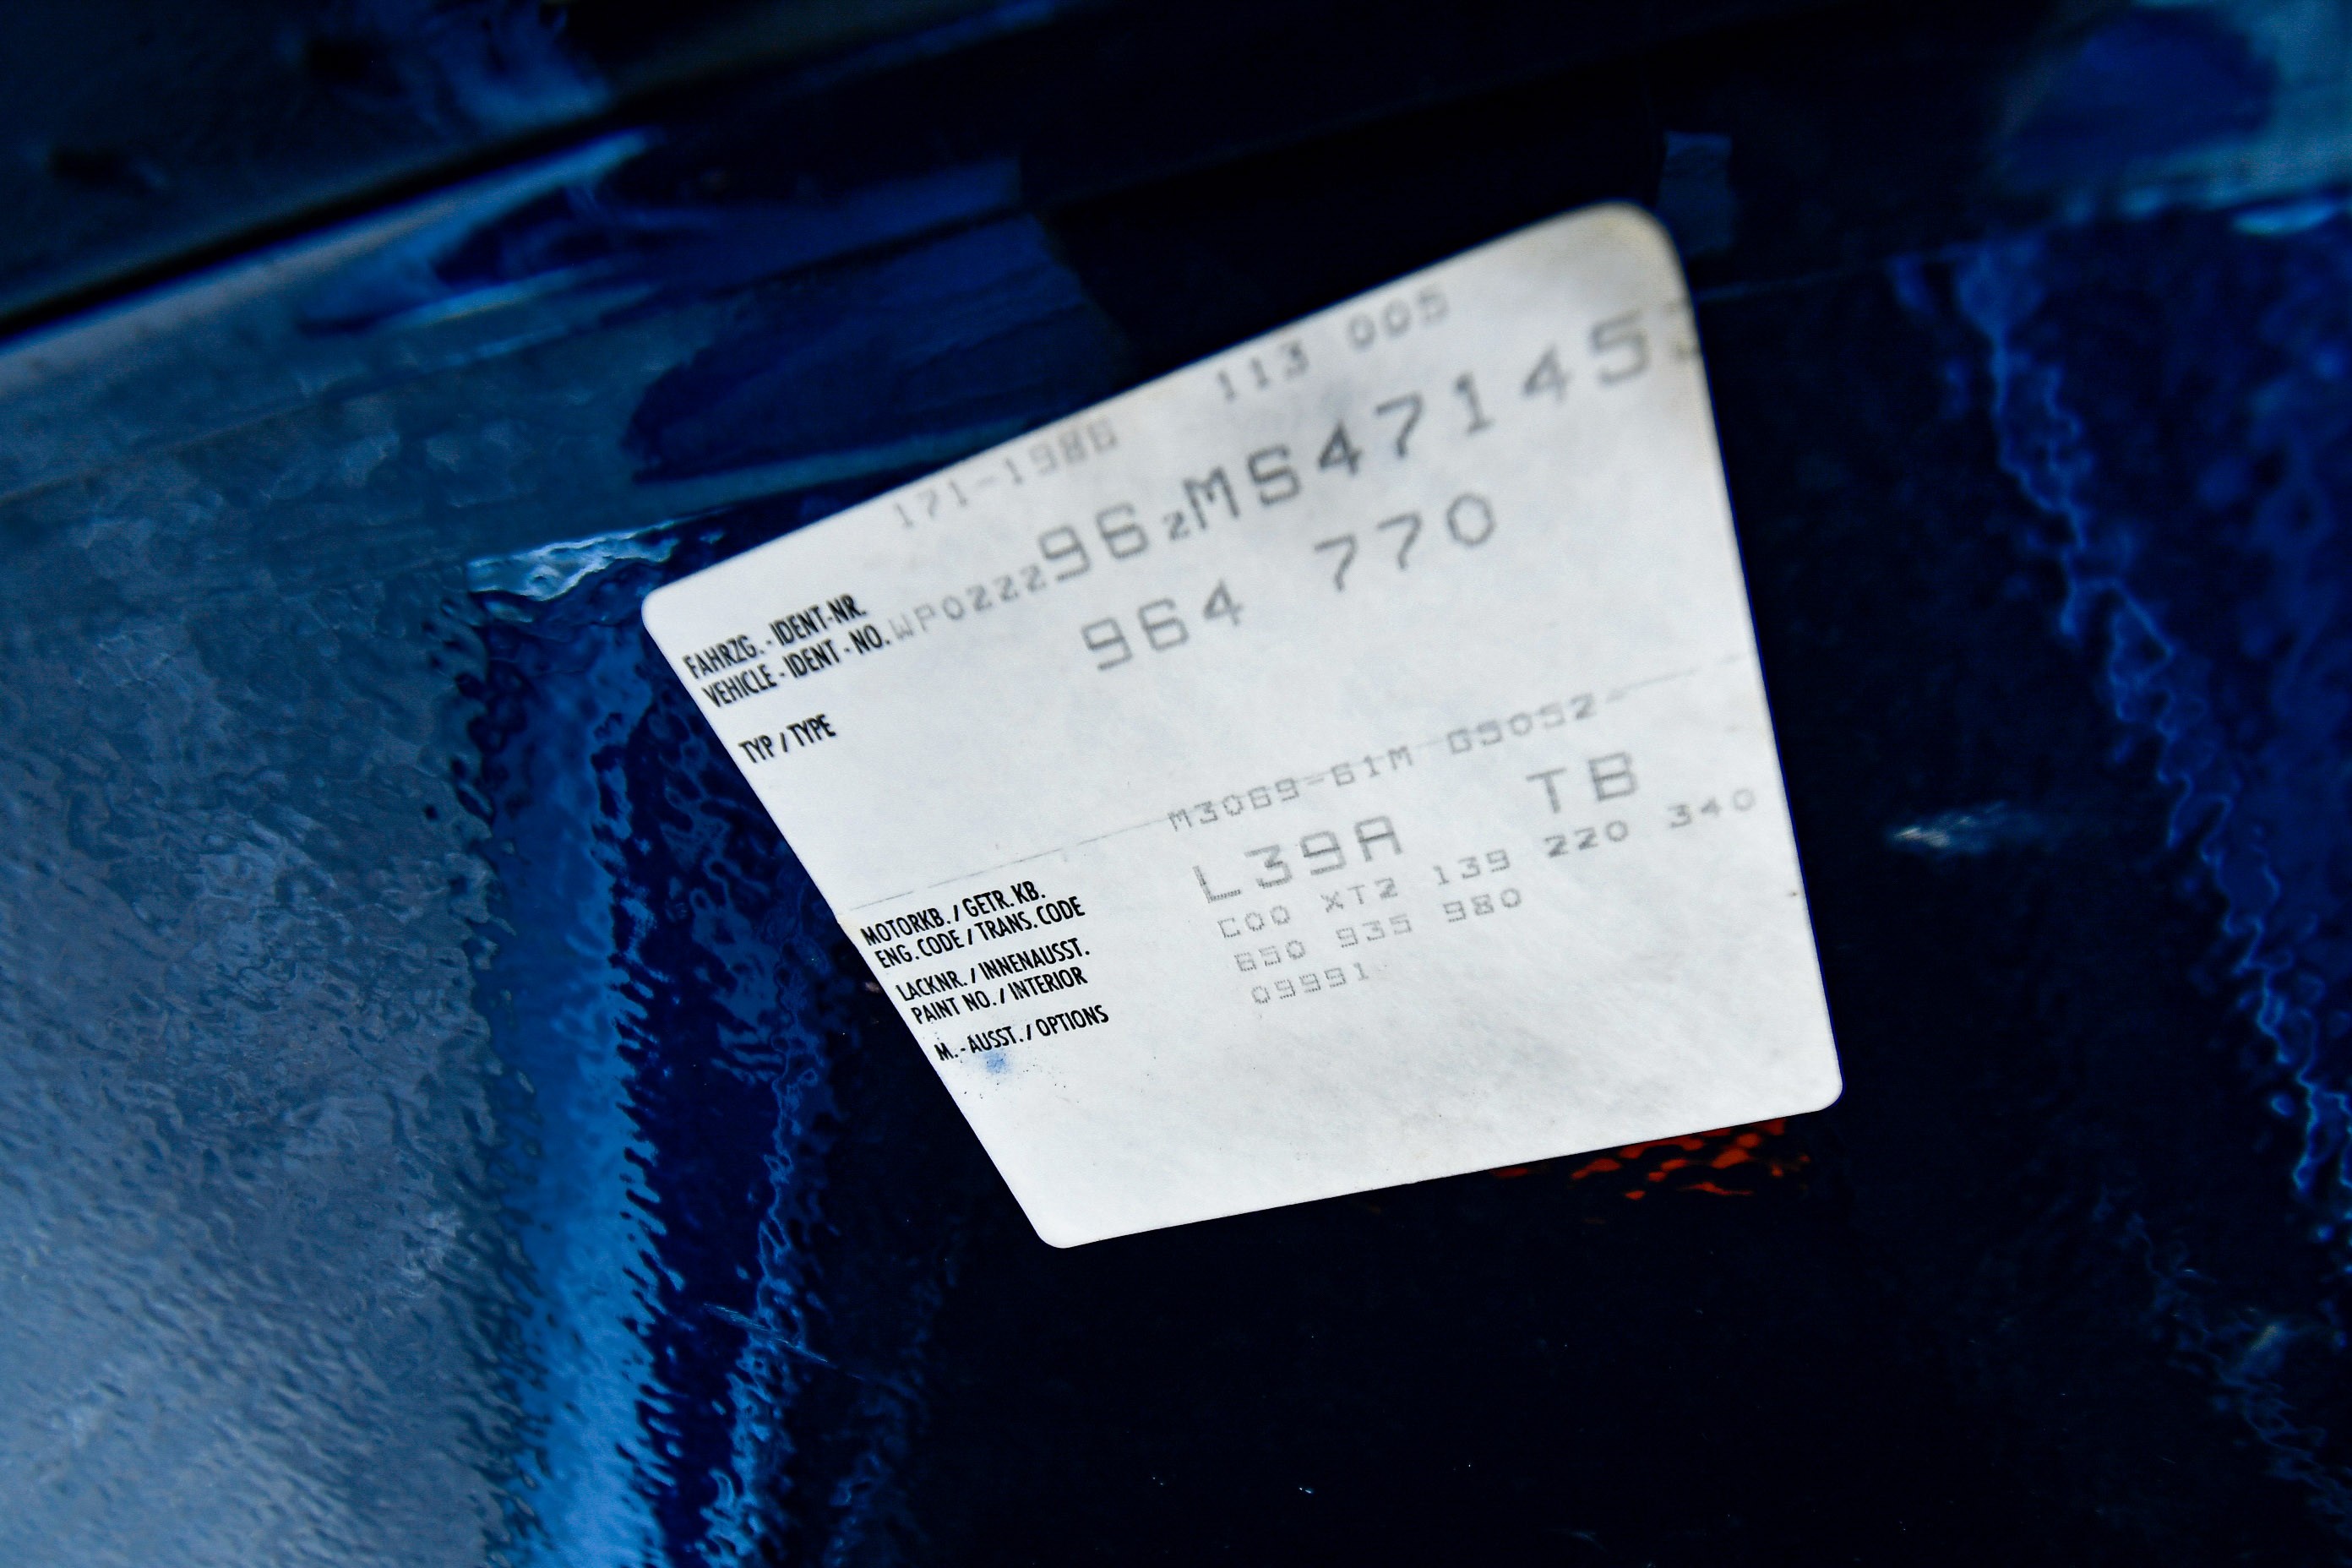 171-1986 113 005
FAHRZG. - IDENT-NR.
VEHICLE - IDENT - NO. WP0ZZZ96ZMS47145
TYP / TYPE 964 770
MOTORKB. / GETR. KB. M3069-61M G5052-
ENG. CODE / TRANS. CODE
LACKNR. / INNENAUSST. L39A TB
PAINT NO. / INTERIOR
M. - AUSST. / OPTIONS C00 XT2 139 220 340
650 935 980
09991